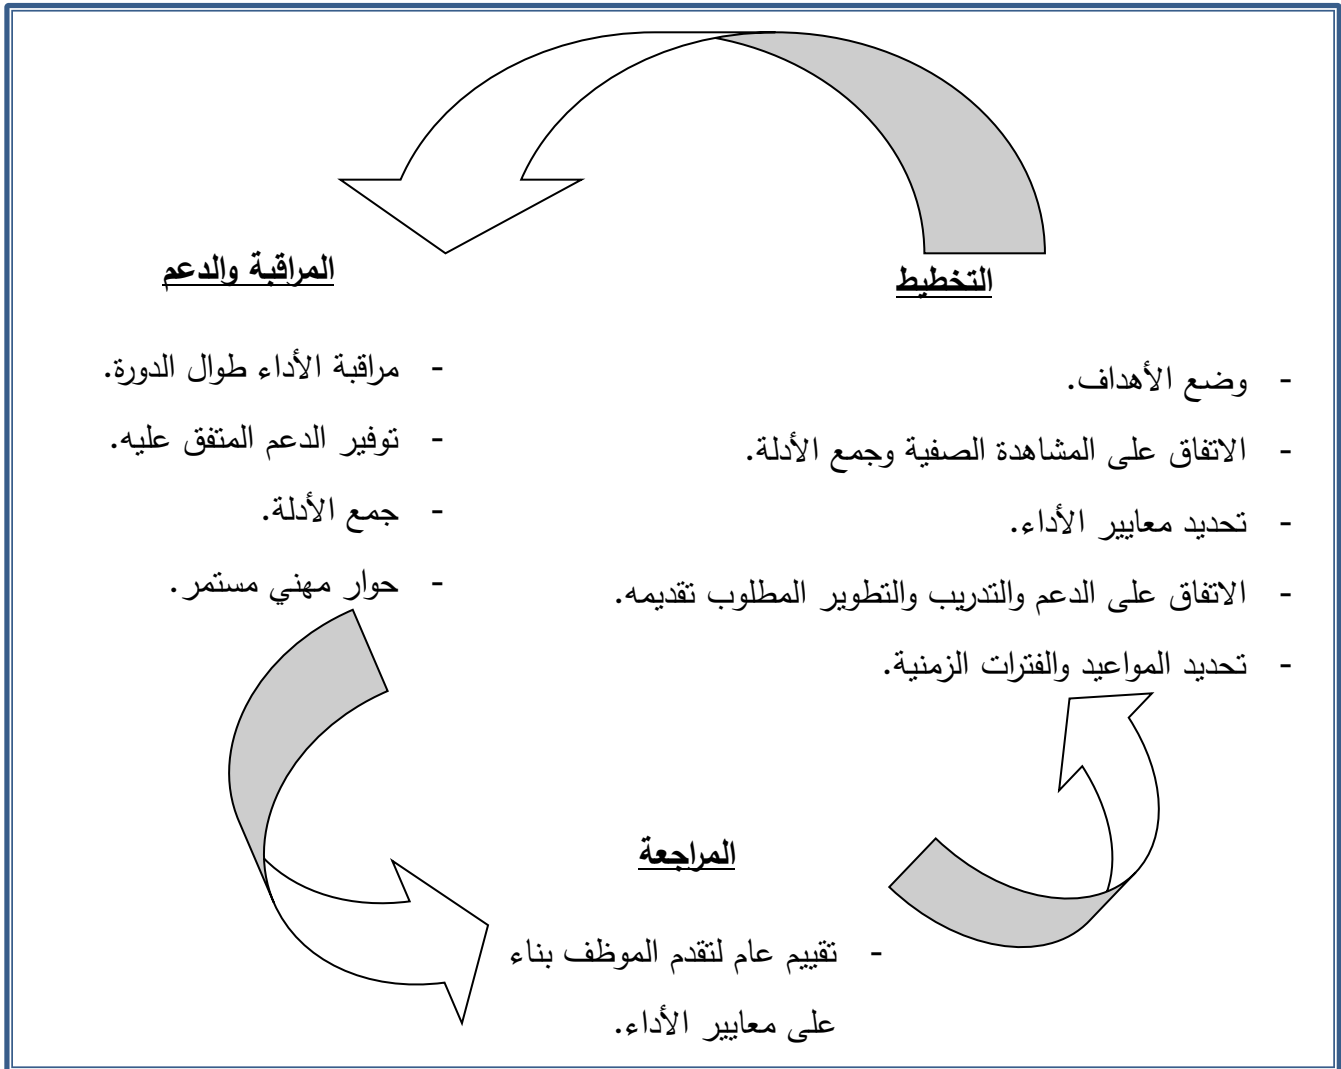 التخطيط
- وضع الأهداف.
- الاتفاق على المشاهدة الصفية وجمع الأدلة.
- تحديد معايير الأداء.
- الاتفاق على الدعم والتدريب والتطوير المطلوب تقديمه.
- تحديد المواعيد والفترات الزمنية.
المراقبة والدعم
- مراقبة الأداء طوال الدورة.
- توفير الدعم المتفق عليه.
- جمع الأدلة.
- حوار مهني مستمر.
المراجعة
- تقييم عام لتقدم الموظف بناء
على معايير الأداء.